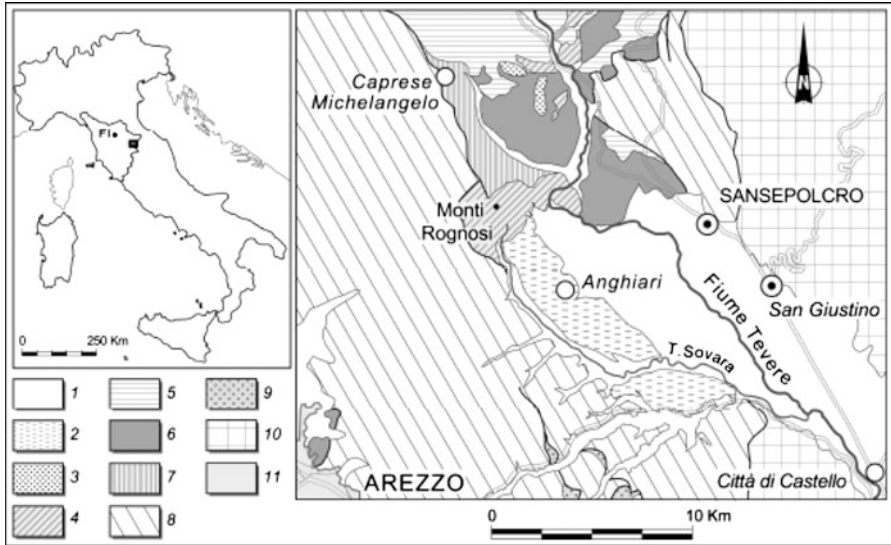 FI
0 250 Km
1
2
3
4
5
6
7
8
9
10
11
Caprese
Michelangelo
N
Monti
Rognosi
SANSEPOLCRO
Anghiari
San Giustino
Fiume Tevere
T. Sovara
AREZZO
Città di Castello
0 10 Km